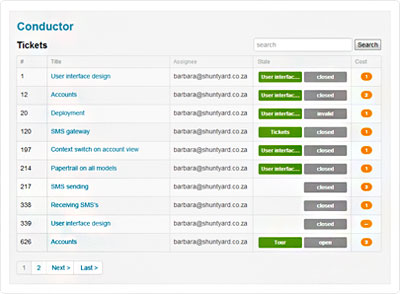 Conductor
Tickets
search Search
# Title Assignee State Cost
1 User interface design barbara@shuntyard.co.za User interfac... closed 1
12 Accounts barbara@shuntyard.co.za User interfac... closed
20 Deployment barbara@shuntyard.co.za User interfac... invalid 1
120 SMS gateway barbara@shuntyard.co.za Tickets closed 1
197 Context switch on account view barbara@shuntyard.co.za User interfac... closed 1
214 Papertrail on all models barbara@shuntyard.co.za User interfac... closed 1
217 SMS sending barbara@shuntyard.co.za closed
338 Receiving SMS's barbara@shuntyard.co.za closed 1
339 User interface design barbara@shuntyard.co.za closed
626 Accounts barbara@shuntyard.co.za Tour open
1 2 Next > Last >